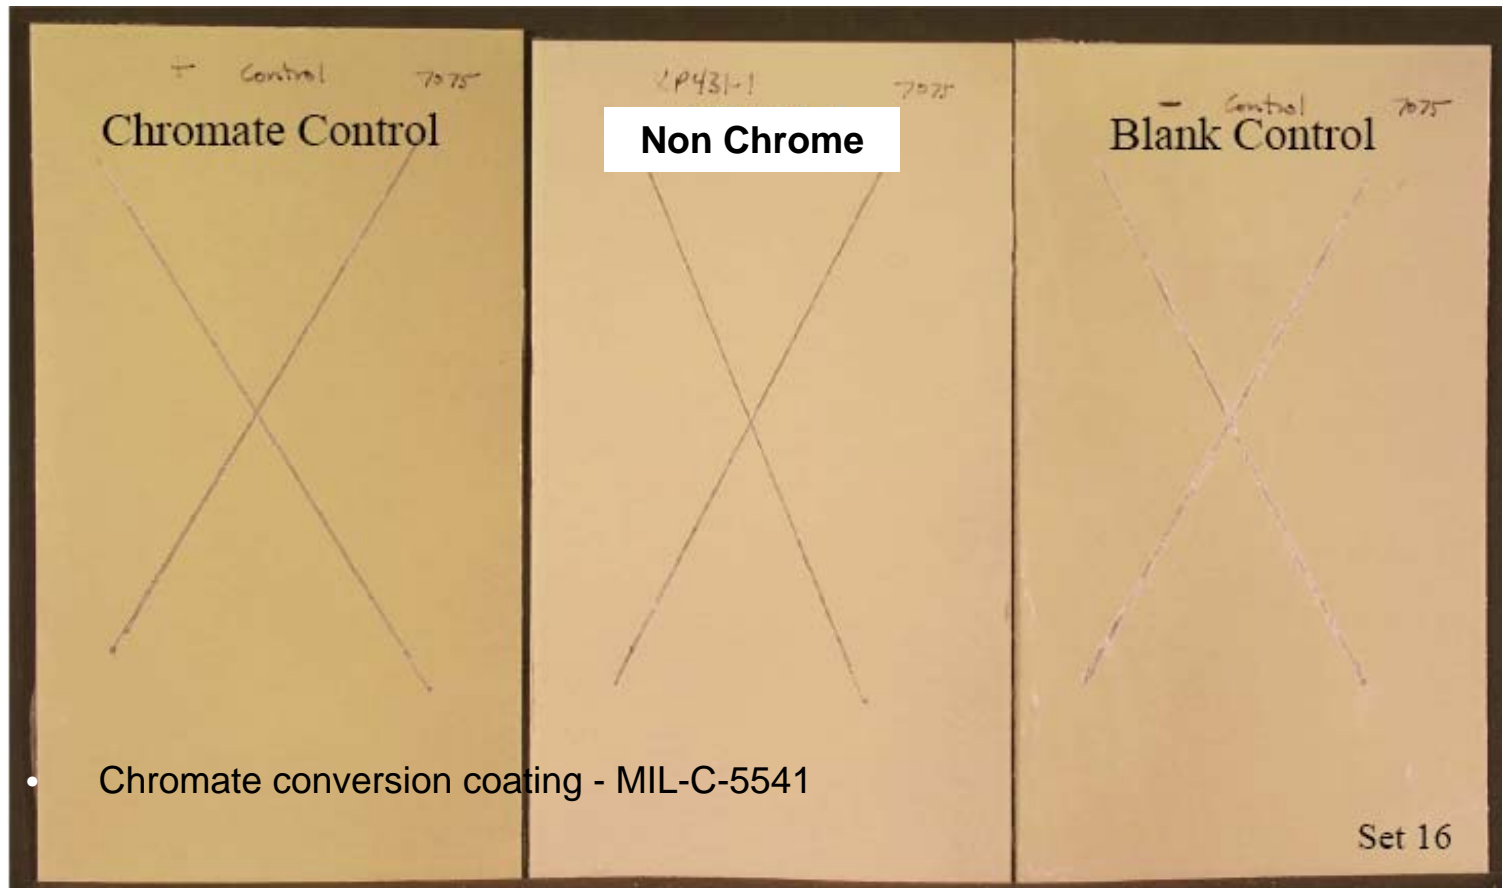 + Control 7075
Chromate Control
2P431-1 7075
Non Chrome
- Control 7075
Blank Control
• Chromate conversion coating - MIL-C-5541
Set 16